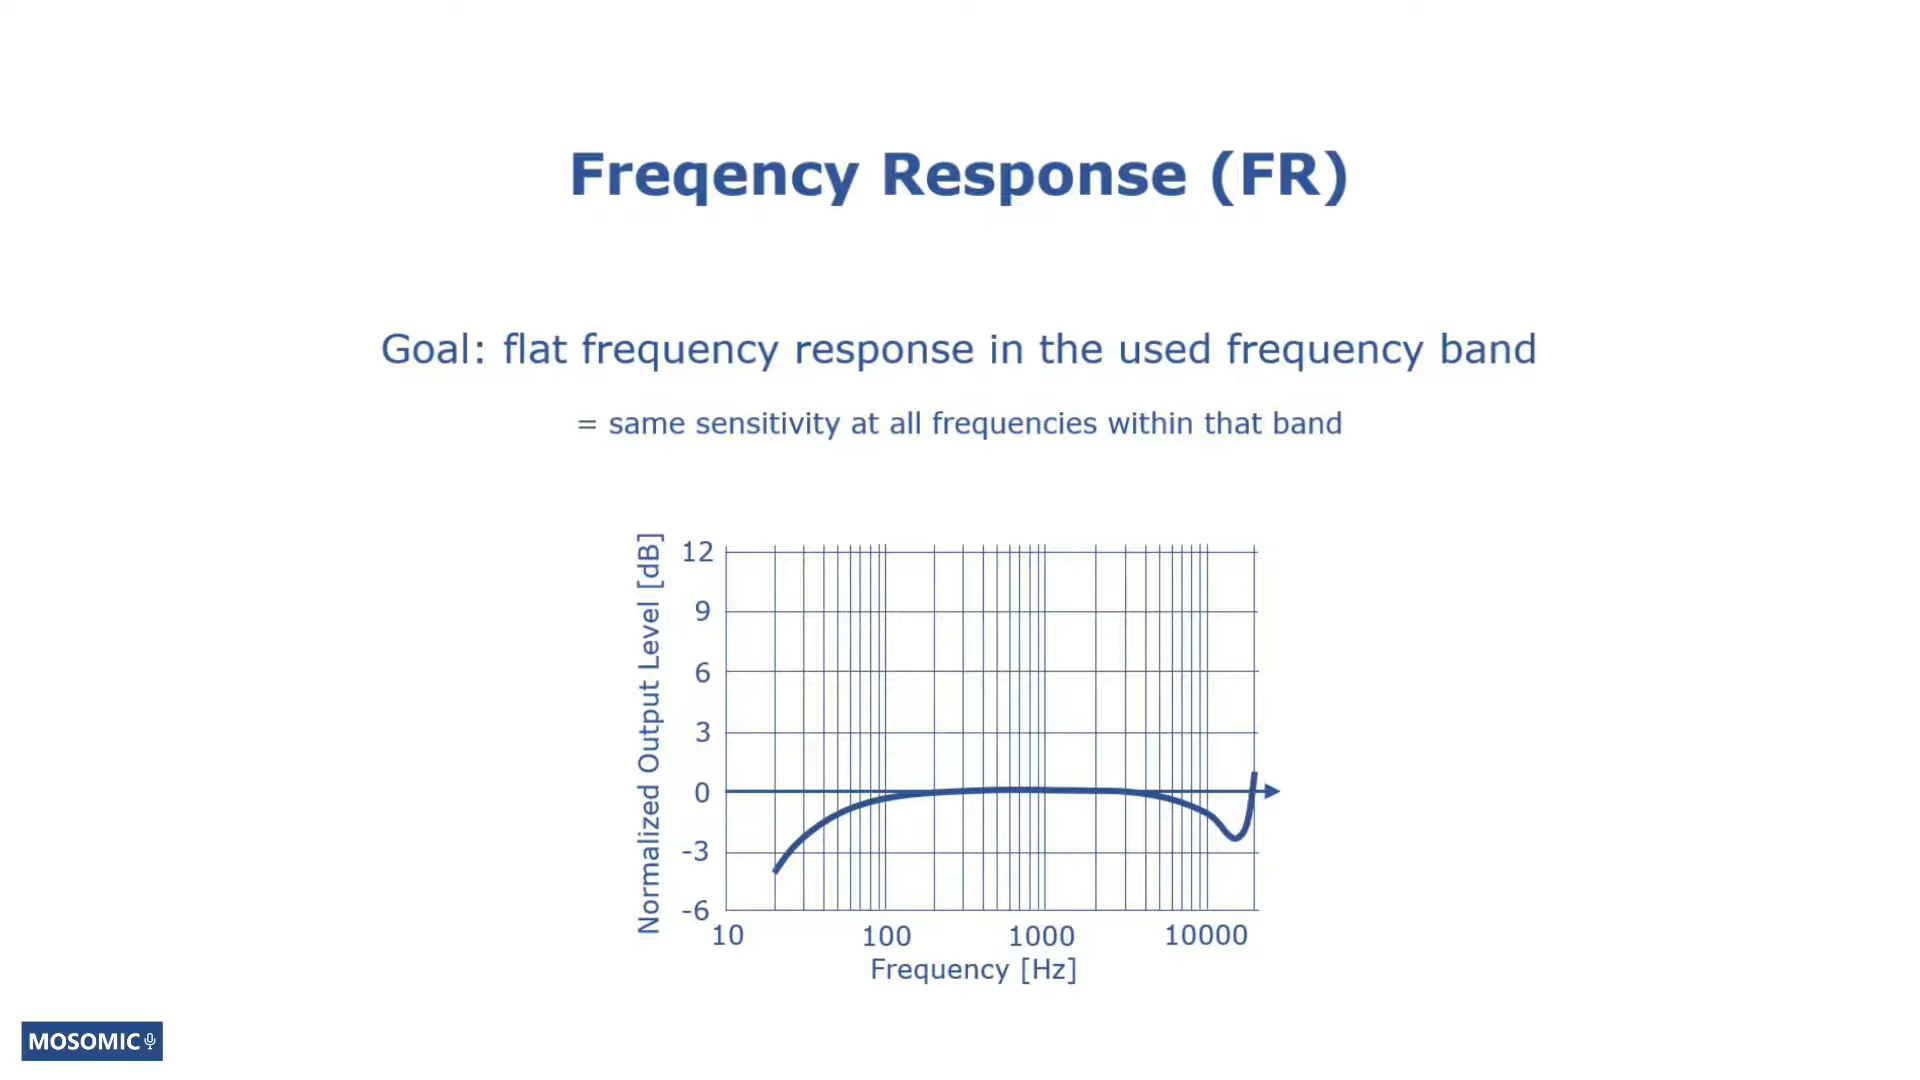 Freqency Response (FR)
Goal: flat frequency response in the used frequency band
= same sensitivity at all frequencies within that band
Normalized Output Level [dB]
12
9
6
3
0
-3
-6
10 100 1000 10000
Frequency [Hz]
MOSOMIC